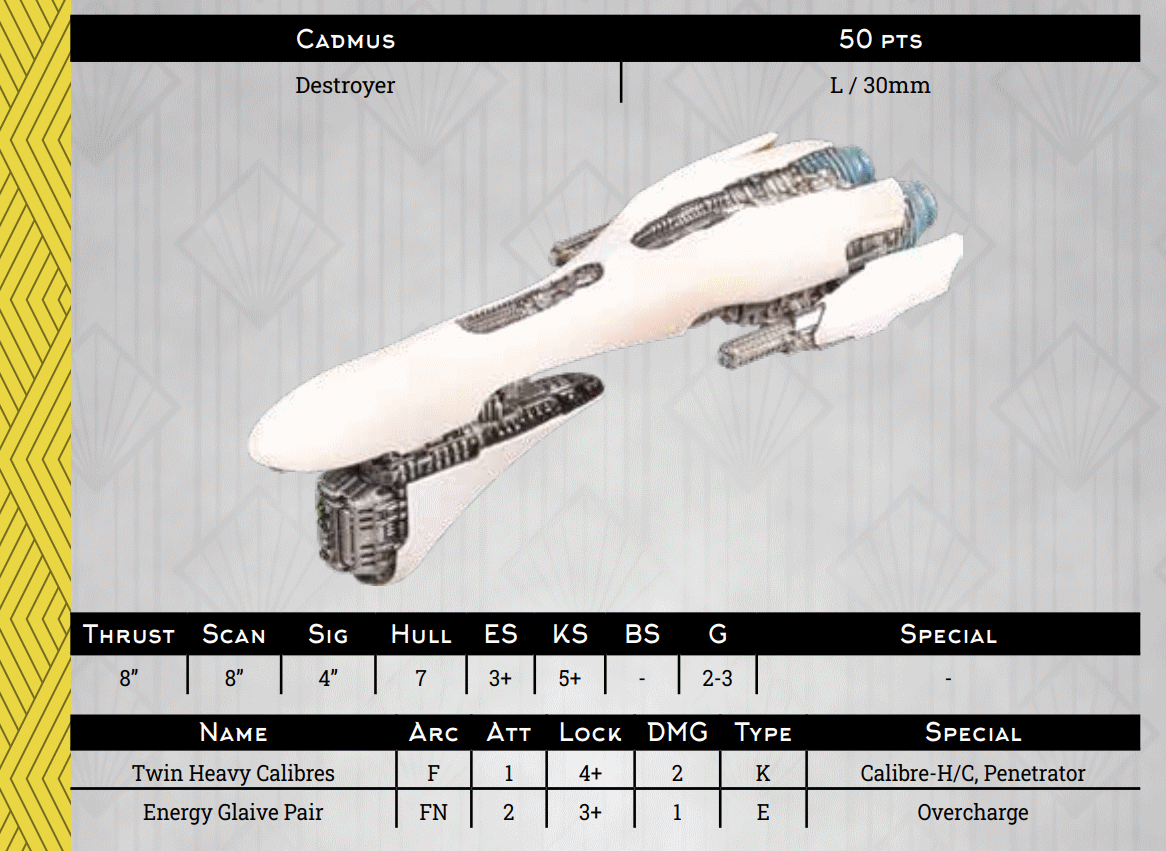 Cadmus 50 pts
Destroyer L / 30mm
Thrust Scan Sig Hull ES KS BS G Special
8” 8” 4” 7 3+ 5+ - 2-3 -
Name Arc Att Lock DMG Type Special
Twin Heavy Calibres F 1 4+ 2 K Calibre-H/C, Penetrator
Energy Glaive Pair FN 2 3+ 1 E Overcharge